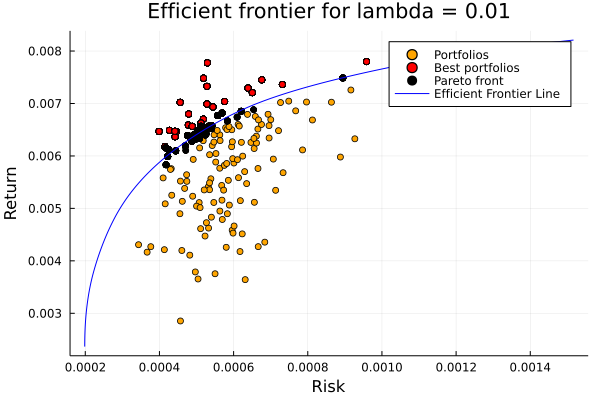 Efficient frontier for lambda = 0.01
0.008
0.007
0.006
0.005
0.004
0.003
Return
Portfolios
Best portfolios
Pareto front
Efficient Frontier Line
0.0002 0.0004 0.0006 0.0008 0.0010 0.0012 0.0014
Risk